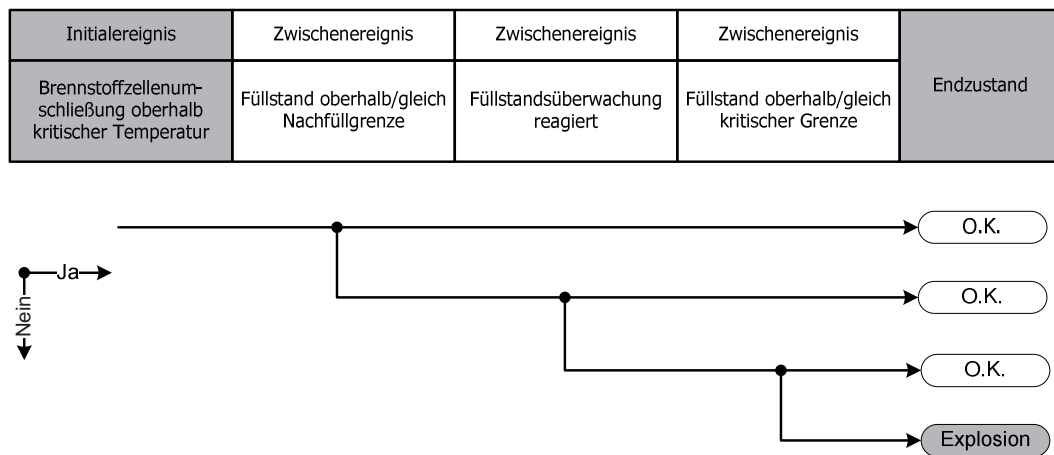 Initialereignis
Zwischenereignis
Zwischenereignis
Zwischenereignis
Endzustand
Brennstoffzellenum-
schließung oberhalb
kritischer Temperatur
Füllstand oberhalb/gleich
Nachfüllgrenze
Füllstandsüberwachung
reagiert
Füllstand oberhalb/gleich
kritischer Grenze
O.K.
Ja
Nein
O.K.
O.K.
Explosion